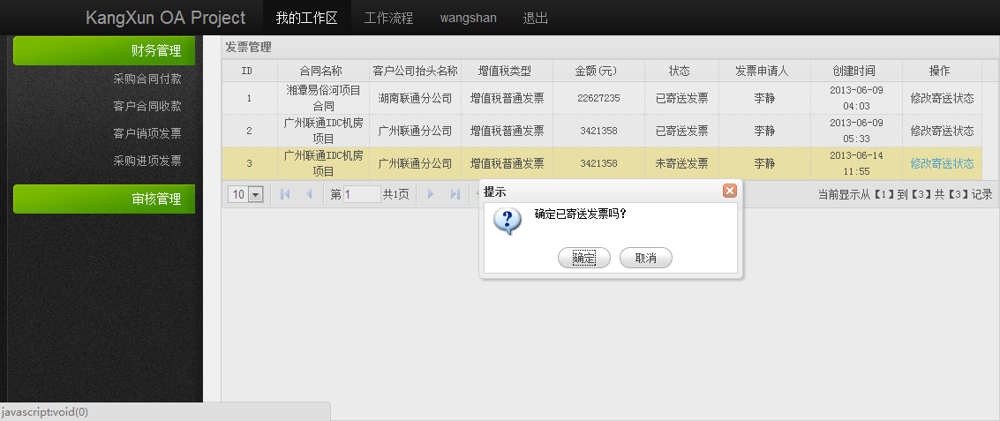 KangXun OA Project 我的工作区 工作流程 wangshan 退出
财务管理
采购合同付款
客户合同收款
客户销项发票
采购进项发票
审核管理
发票管理
ID 合同名称 客户公司抬头名称 增值税类型 金额(元) 状态 发票申请人 创建时间 操作
1 湘潭易俗河项目 湖南联通分公司 增值税普通发票 22627235 已寄送发票 李静 2013-06-09 修改寄送状态
合同 04:03
2 广州联通IDC机房 广州联通分公司 增值税普通发票 3421358 已寄送发票 李静 2013-06-09 修改寄送状态
项目 05:33
3 广州联通IDC机房 广州联通分公司 增值税普通发票 3421358 未寄送发票 李静 2013-06-14 修改寄送状态
项目 11:55
10 第 1 共1页 当前显示从【1】到【3】共【3】记录
提示
确定已寄送发票吗?
确定 取消
javascript:void(0)